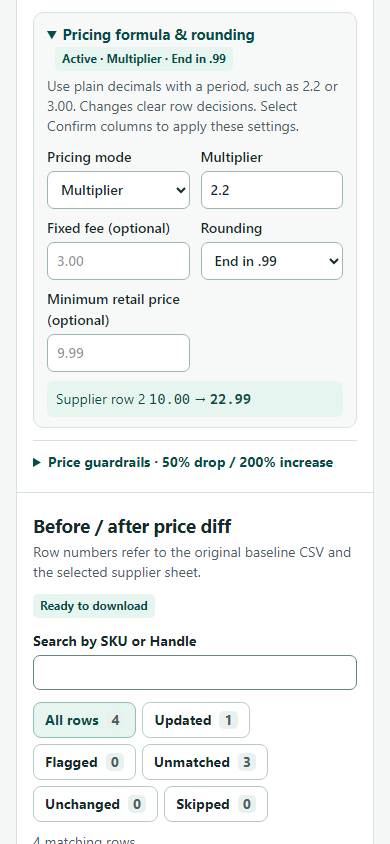 ▼ Pricing formula & rounding
Active · Multiplier · End in .99
Use plain decimals with a period, such as 2.2 or
3.00. Changes clear row decisions. Select
Confirm columns to apply these settings.
Pricing mode Multiplier
Multiplier 2.2
Fixed fee (optional) Rounding
3.00 End in .99
Minimum retail price
(optional)
9.99
Supplier row 2 10.00 → 22.99
▶ Price guardrails · 50% drop / 200% increase
Before / after price diff
Row numbers refer to the original baseline CSV and
the selected supplier sheet.
Ready to download
Search by SKU or Handle
All rows 4 Updated 1
Flagged 0 Unmatched 3
Unchanged 0 Skipped 0
4 matching rows